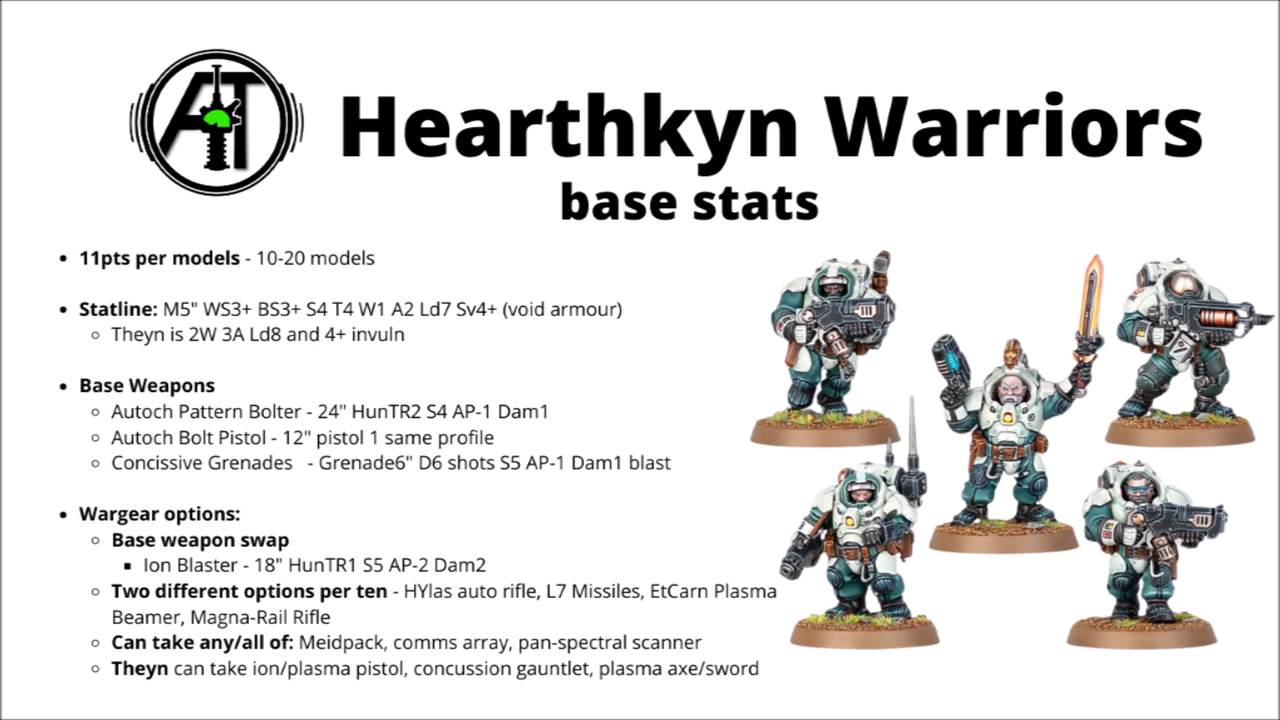 AT
Hearthkyn Warriors
base stats
• 11pts per models - 10-20 models
• Statline: M5" WS3+ BS3+ S4 T4 W1 A2 Ld7 Sv4+ (void armour)
○ Theyn is 2W 3A Ld8 and 4+ invuln
• Base Weapons
○ Autoch Pattern Bolter - 24" HunTR2 S4 AP-1 Dam1
○ Autoch Bolt Pistol - 12" pistol 1 same profile
○ Concissive Grenades - Grenade6" D6 shots S5 AP-1 Dam1 blast
• Wargear options:
○ Base weapon swap
▪ Ion Blaster - 18" HunTR1 S5 AP-2 Dam2
○ Two different options per ten - HYlas auto rifle, L7 Missiles, EtCarn Plasma
Beamer, Magna-Rail Rifle
○ Can take any/all of: Meidpack, comms array, pan-spectral scanner
○ Theyn can take ion/plasma pistol, concussion gauntlet, plasma axe/sword